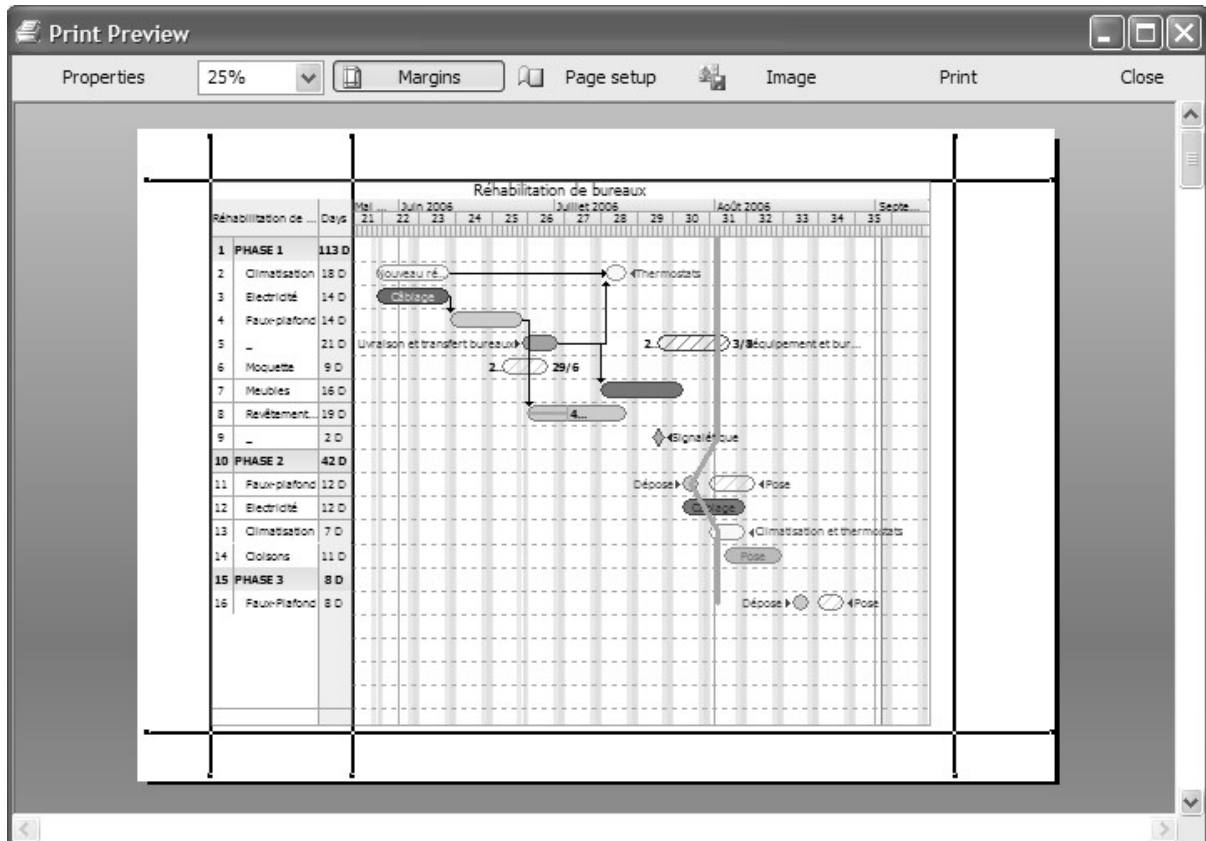 Print Preview
Properties 25% Margins Page setup Image Print Close
Réhabilitation de bureaux
Mai ... Juin 2006 Juillet 2006 Août 2006 Septe...
Réhabilitation de ... Days 21 22 23 24 25 26 27 28 29 30 31 32 33 34 35
1 PHASE 1 113 D
2 Climatisation 18 D Nouveau ré... Thermostats
3 Electricité 14 D Câblage
4 Faux-plafond 14 D
5 _ 21 D Livraison et transfert bureaux 2... 3/8 équipement et bur...
6 Moquette 9 D 2... 29/6
7 Meubles 16 D
8 Revêtement... 19 D 4...
9 _ 2 D Signalétique
10 PHASE 2 42 D
11 Faux-plafond 12 D Dépose Pose
12 Electricité 12 D Câblage
13 Climatisation 7 D Climatisation et thermostats
14 Cloisons 11 D Pose
15 PHASE 3 8 D
16 Faux-Plafond 8 D Dépose Pose